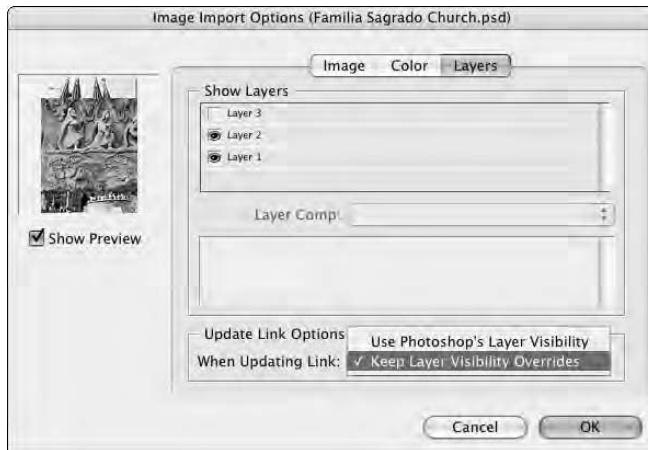 Image Import Options (Familia Sagrado Church.psd)
Image Color Layers
Show Layers
Layer 3
Layer 2
Layer 1
Layer Comp:
Show Preview
Update Link Options
Use Photoshop's Layer Visibility
When Updating Link: ✓ Keep Layer Visibility Overrides
Cancel OK